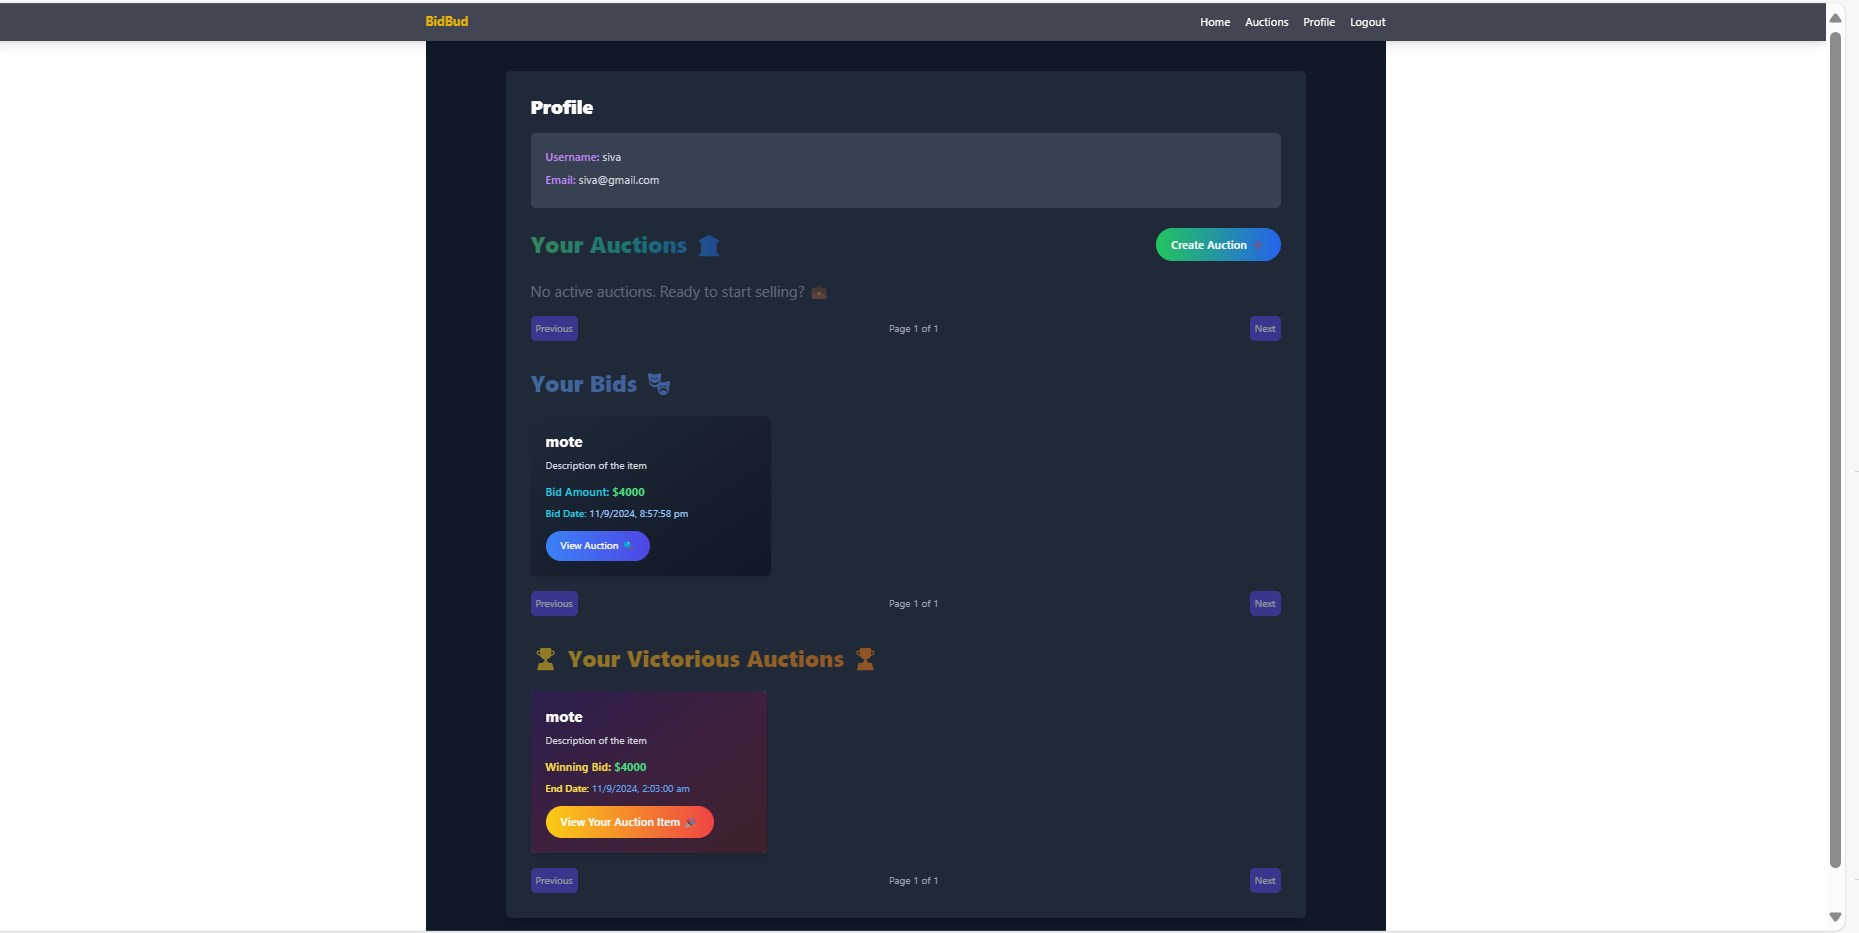 BidBud
Home Auctions Profile Logout
Profile
Username: siva
Email: siva@gmail.com
Your Auctions 🏛️
Create Auction ➕
No active auctions. Ready to start selling? 💼
Previous Page 1 of 1 Next
Your Bids 🎭
mote
Description of the item
Bid Amount: $4000
Bid Date: 11/9/2024, 8:57:58 pm
View Auction
Previous Page 1 of 1 Next
🏆 Your Victorious Auctions 🏆
mote
Description of the item
Winning Bid: $4000
End Date: 11/9/2024, 2:03:00 am
View Your Auction Item 🎉
Previous Page 1 of 1 Next